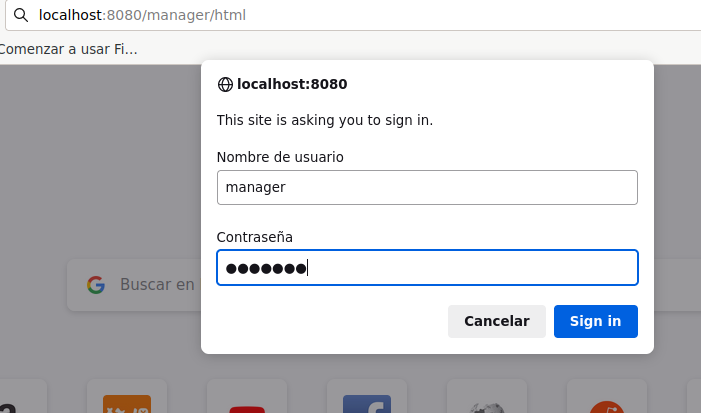 localhost:8080/manager/html
Comenzar a usar Fi...
localhost:8080
This site is asking you to sign in.
Nombre de usuario
manager
Contraseña
●●●●●●●
Buscar en
Cancelar
Sign in